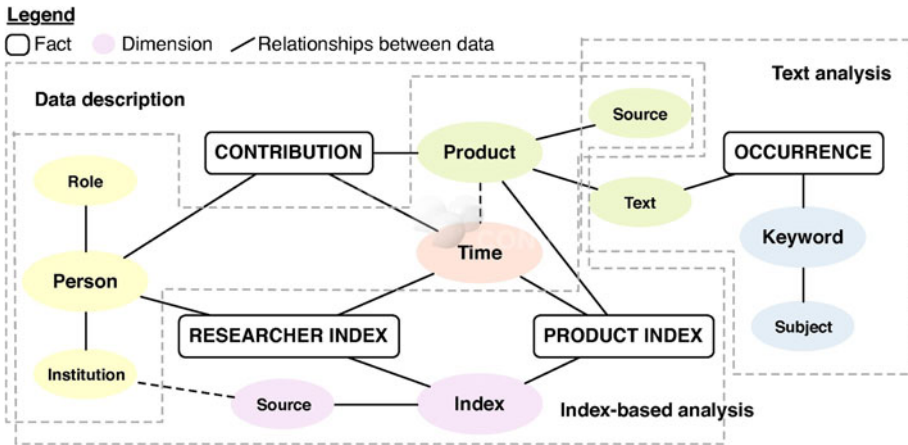 Legend
Fact Dimension Relationships between data
Text analysis
Data description
Source
CONTRIBUTION Product OCCURRENCE
Role
Text
Keyword
Time
Person
RESEARCHER INDEX PRODUCT INDEX
Subject
Institution
Source Index
Index-based analysis